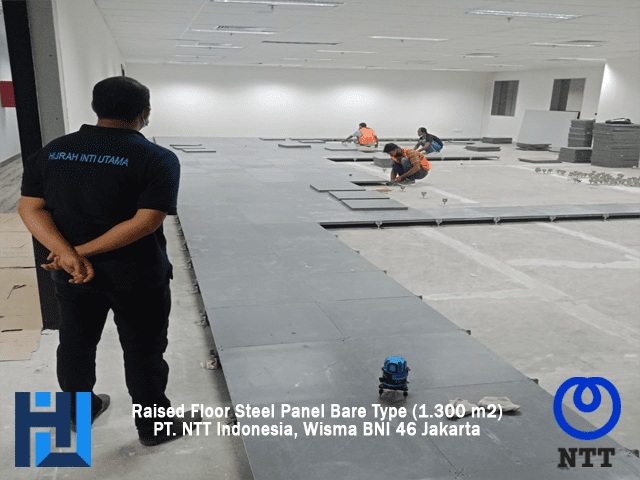 HIJRAH INTI UTAMA
Raised Floor Steel Panel Bare Type (1.300 m2)
PT. NTT Indonesia, Wisma BNI 46 Jakarta
NTT